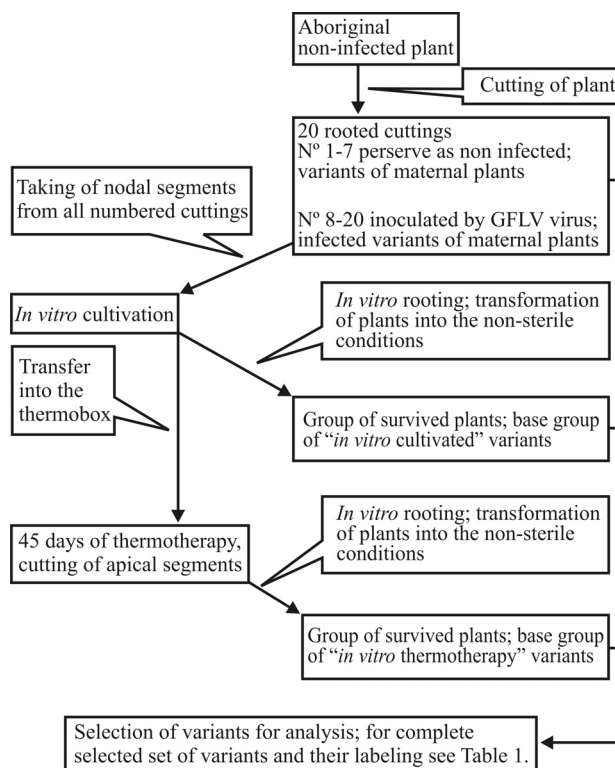 Aboriginal
non-infected plant
Cutting of plant
20 rooted cuttings
Nº 1-7 perserve as non infected;
variants of maternal plants
Nº 8-20 inoculated by GFLV virus;
infected variants of maternal plants
Taking of nodal segments
from all numbered cuttings
In vitro cultivation
In vitro rooting; transformation
of plants into the non-sterile
conditions
Transfer
into the
thermobox
Group of survived plants; base group
of “in vitro cultivated” variants
In vitro rooting; transformation
of plants into the non-sterile
conditions
45 days of thermotherapy,
cutting of apical segments
Group of survived plants; base group
of “in vitro thermotherapy” variants
Selection of variants for analysis; for complete
selected set of variants and their labeling see Table 1.